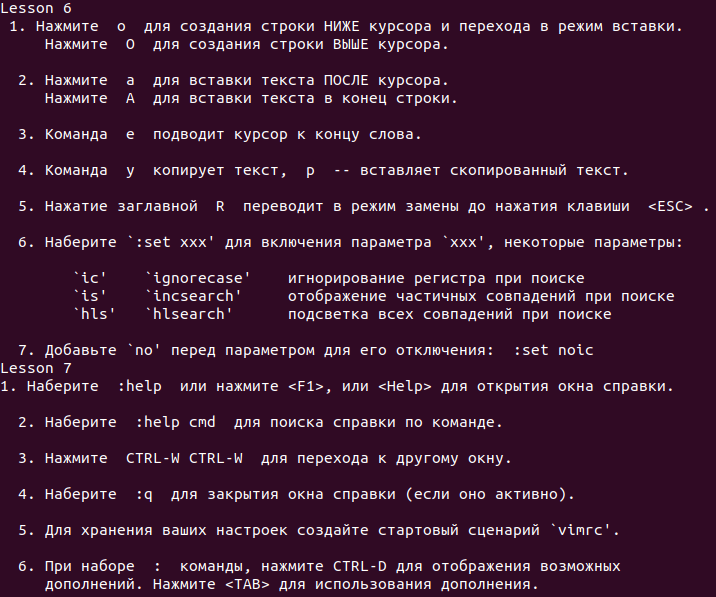 Lesson 6
1. Нажмите o для создания строки НИЖЕ курсора и перехода в режим вставки.
Нажмите O для создания строки ВЫШЕ курсора.
2. Нажмите a для вставки текста ПОСЛЕ курсора.
Нажмите A для вставки текста в конец строки.
3. Команда e подводит курсор к концу слова.
4. Команда y копирует текст, p -- вставляет скопированный текст.
5. Нажатие заглавной R переводит в режим замены до нажатия клавиши <ESC> .
6. Наберите `:set xxx' для включения параметра `xxx', некоторые параметры:
`ic' `ignorecase' игнорирование регистра при поиске
`is' `incsearch' отображение частичных совпадений при поиске
`hls' `hlsearch' подсветка всех совпадений при поиске
7. Добавьте `no' перед параметром для его отключения: :set noic
Lesson 7
1. Наберите :help или нажмите <F1>, или <Help> для открытия окна справки.
2. Наберите :help cmd для поиска справки по команде.
3. Нажмите CTRL-W CTRL-W для перехода к другому окну.
4. Наберите :q для закрытия окна справки (если оно активно).
5. Для хранения ваших настроек создайте стартовый сценарий `vimrc'.
6. При наборе : команды, нажмите CTRL-D для отображения возможных
дополнений. Нажмите <TAB> для использования дополнения.